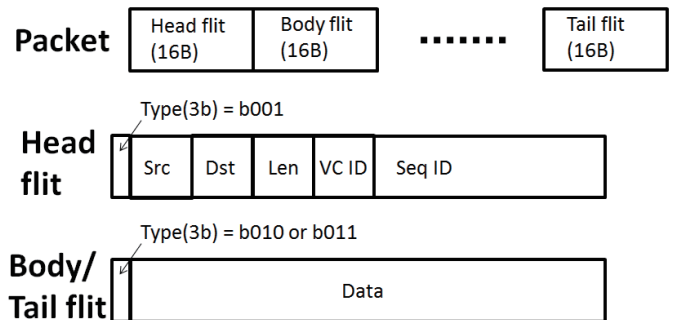 Packet
Head flit
(16B)
Body flit
(16B)
.......
Tail flit
(16B)
Type(3b) = b001
Head
flit
Src
Dst
Len
VC ID
Seq ID
Type(3b) = b010 or b011
Body/
Tail flit
Data